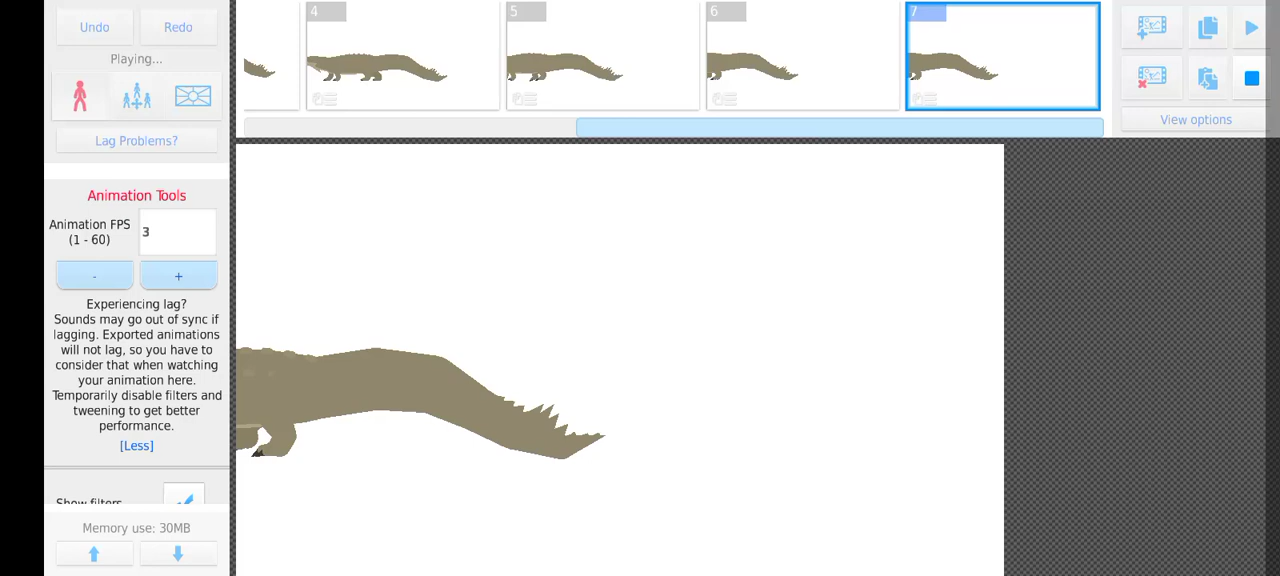 Undo
Redo
Playing...
Lag Problems?
Animation Tools
Animation FPS
(1 - 60)
3
-
+
Experiencing lag?
Sounds may go out of sync if
lagging. Exported animations
will not lag, so you have to
consider that when watching
your animation here.
Temporarily disable filters and
tweening to get better
performance.
[Less]
Show filters
Memory use: 30MB
4
5
6
7
View options